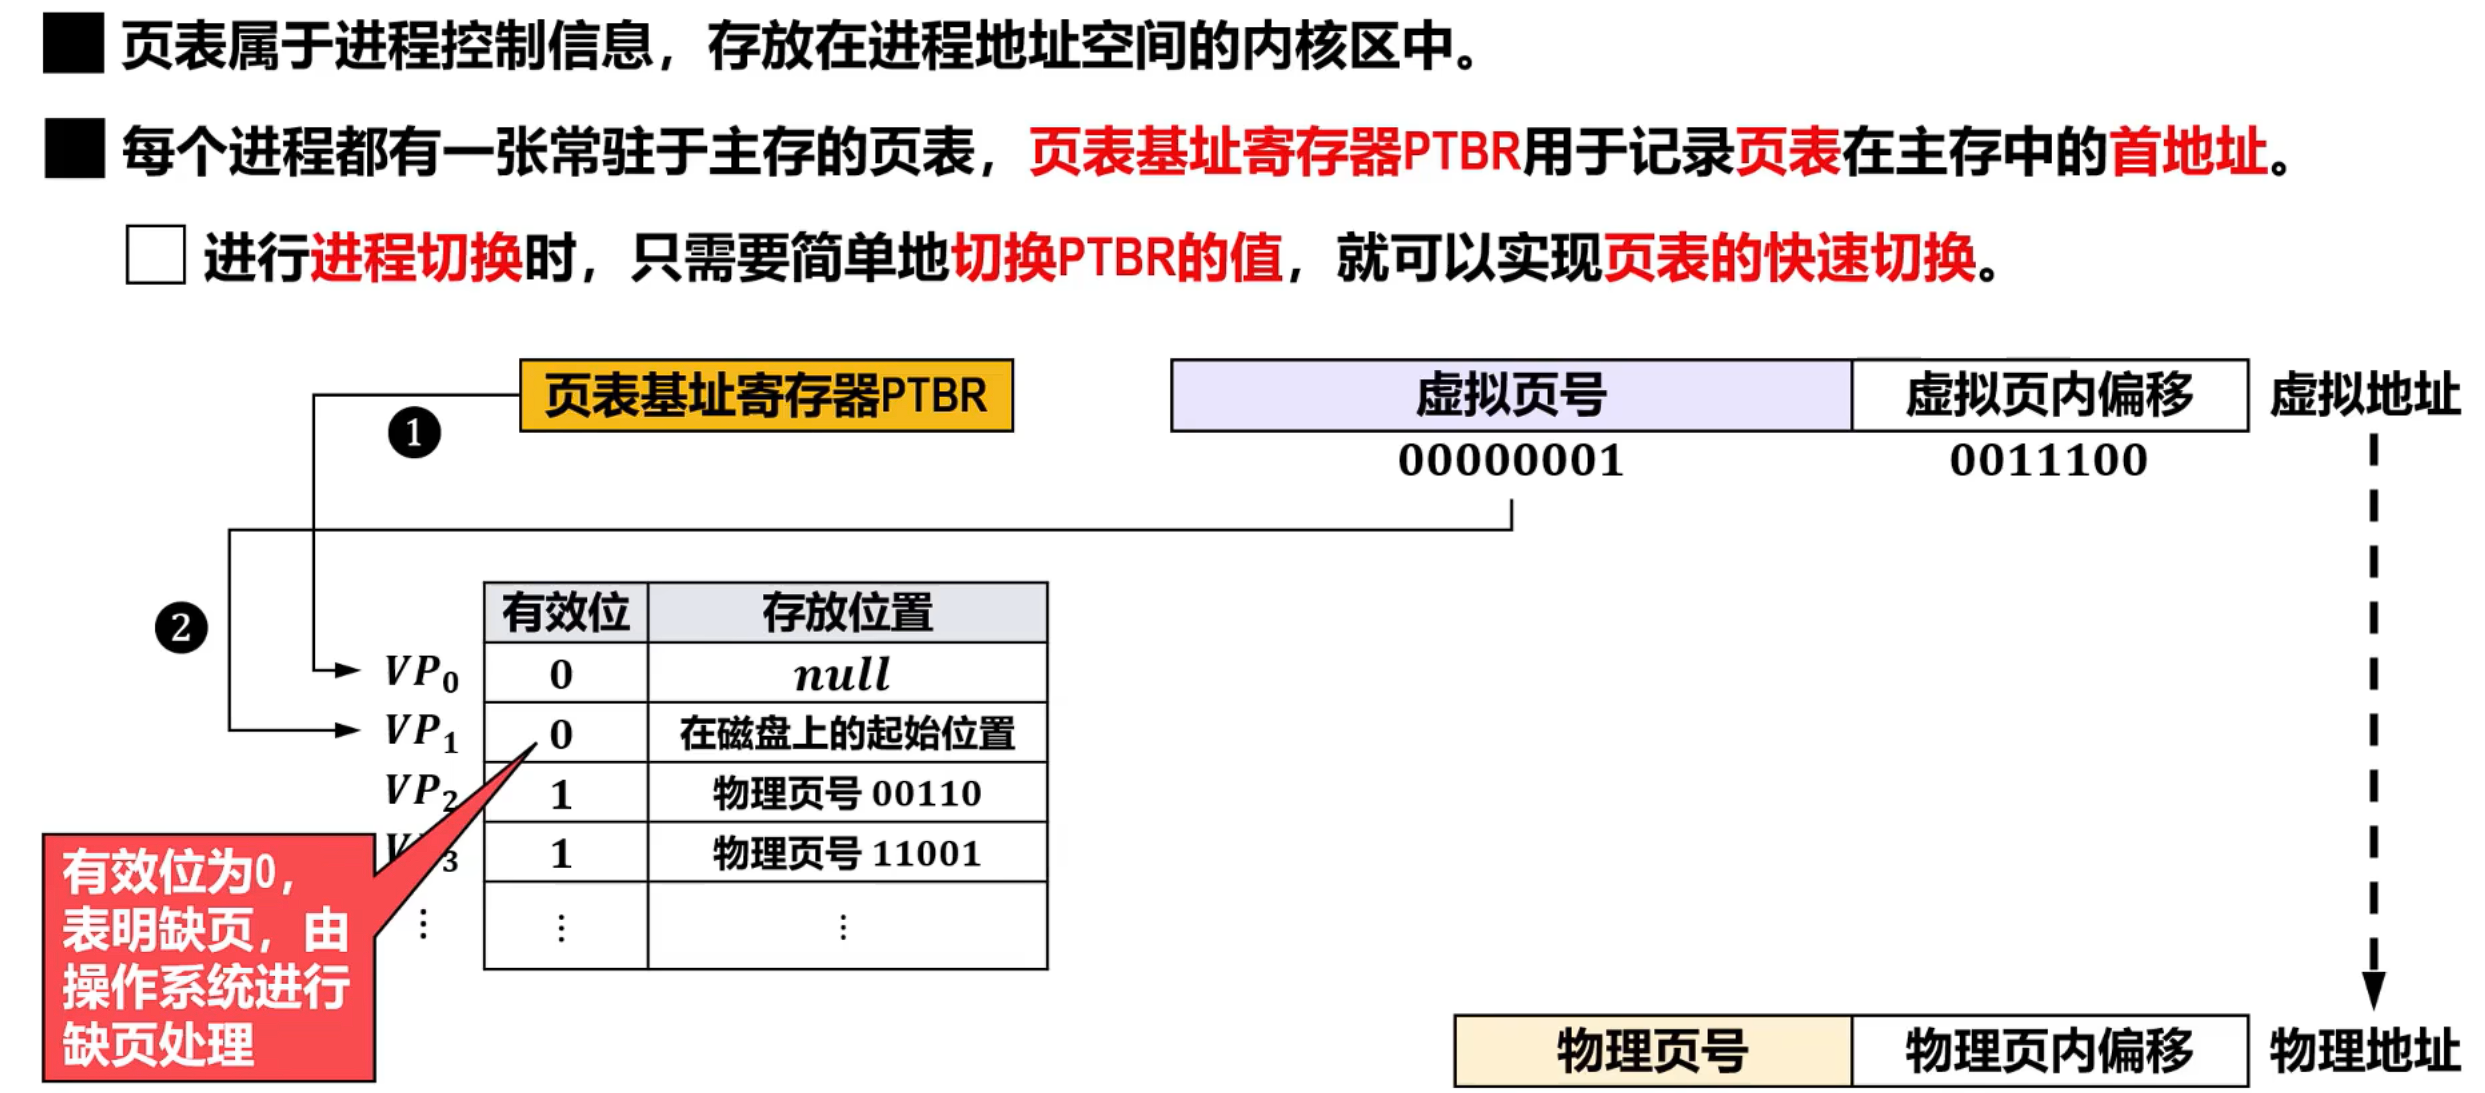 页表属于进程控制信息，存放在进程地址空间的内核区中。
每个进程都有一张常驻于主存的页表，页表基址寄存器PTBR用于记录页表在主存中的首地址。
进行进程切换时，只需要简单地切换PTBR的值，就可以实现页表的快速切换。
页表基址寄存器PTBR 虚拟页号 虚拟页内偏移 虚拟地址
1
00000001 0011100
2
有效位 存放位置
VP0 0 null
VP1 0 在磁盘上的起始位置
VP2 1 物理页号 00110
V 3 1 物理页号 11001
⋮ ⋮ ⋮
有效位为0，
表明缺页，由
操作系统进行
缺页处理
物理页号 物理页内偏移 物理地址